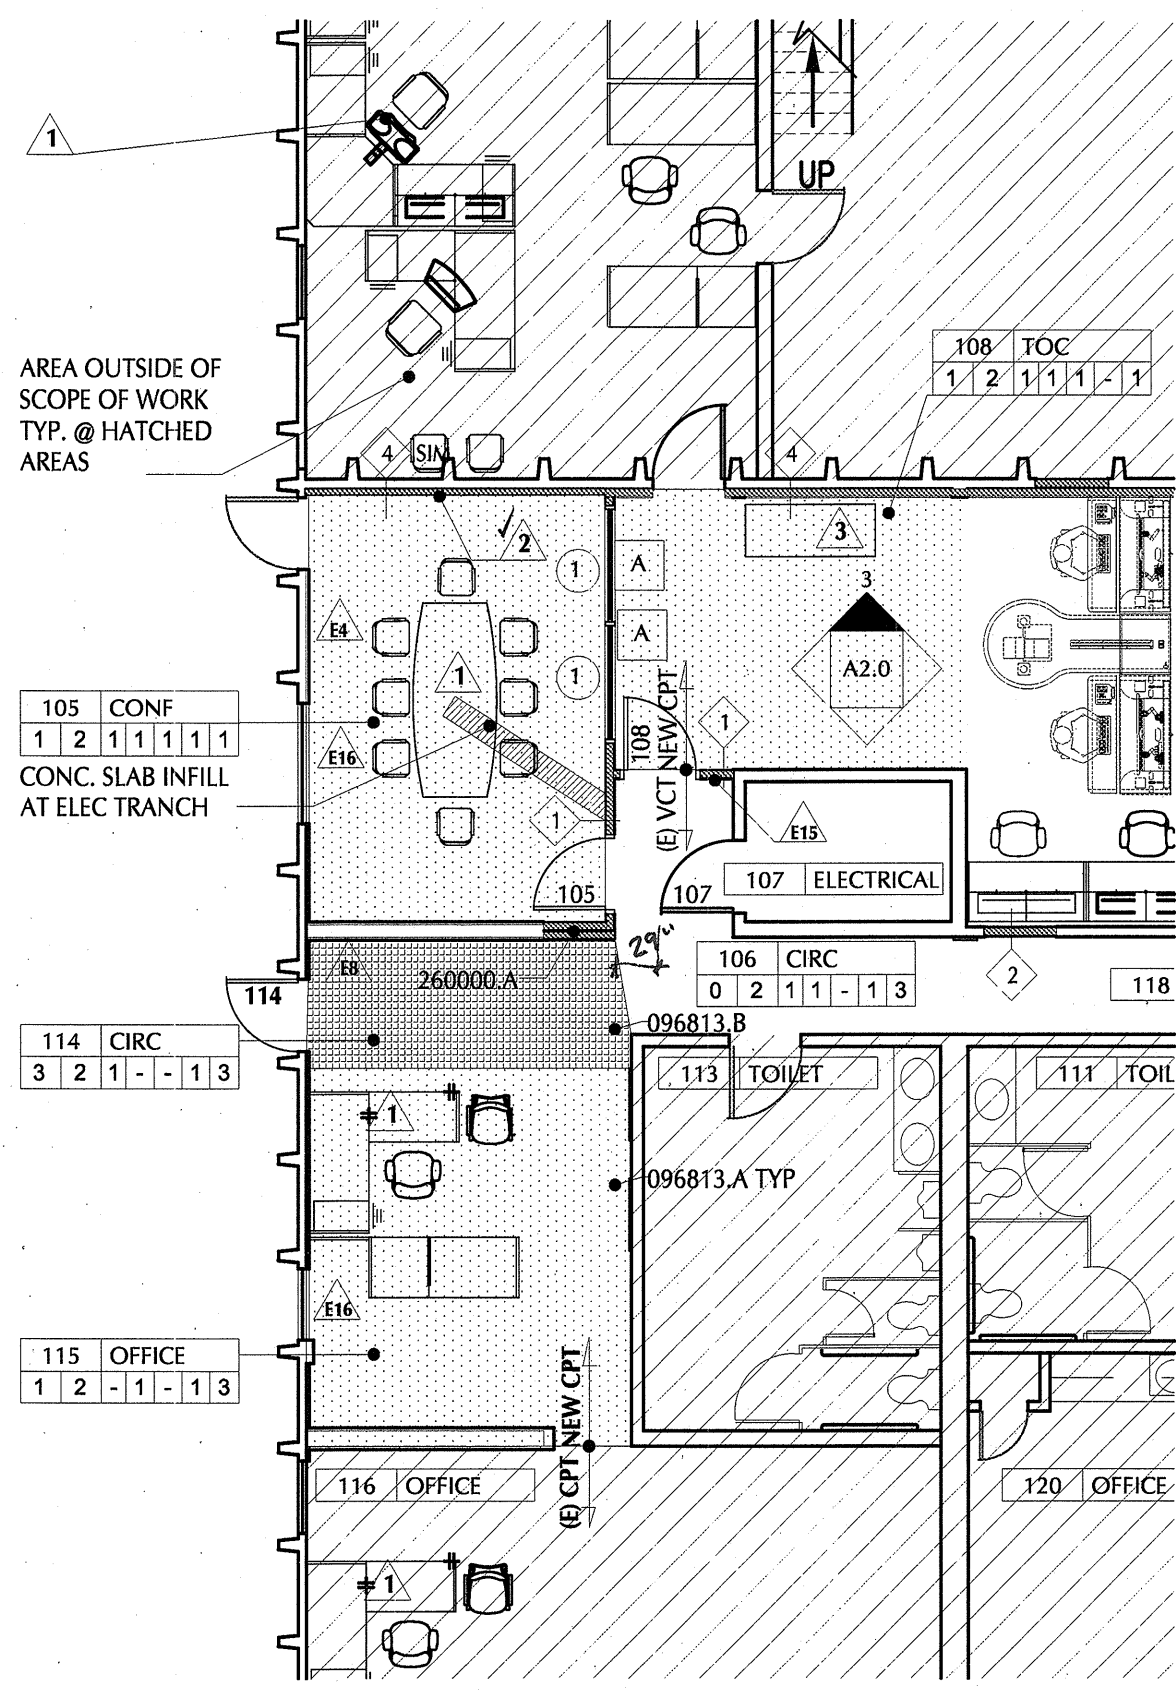 1
UP
AREA OUTSIDE OF
SCOPE OF WORK
TYP. @ HATCHED
AREAS
108 TOC
1 2 1 1 1 - 1
4 SIM
4
2
3
1
A
E4
A
1
1
3
A2.0
105 CONF
1 2 1 1 1 1 1
CONC. SLAB INFILL
AT ELEC TRANCH
E16
108
(E) VCT NEW CPT
1
1
E15
105
107
107 ELECTRICAL
29"
106 CIRC
0 2 1 1 - 1 3
2
118
E8
260000.A
114
114 CIRC
3 2 1 - - 1 3
096813.B
113 TOILET
111 TOIL
1
096813.A TYP
E16
115 OFFICE
1 2 - 1 - 1 3
(E) CPT NEW CPT
116 OFFICE
120 OFFICE
1